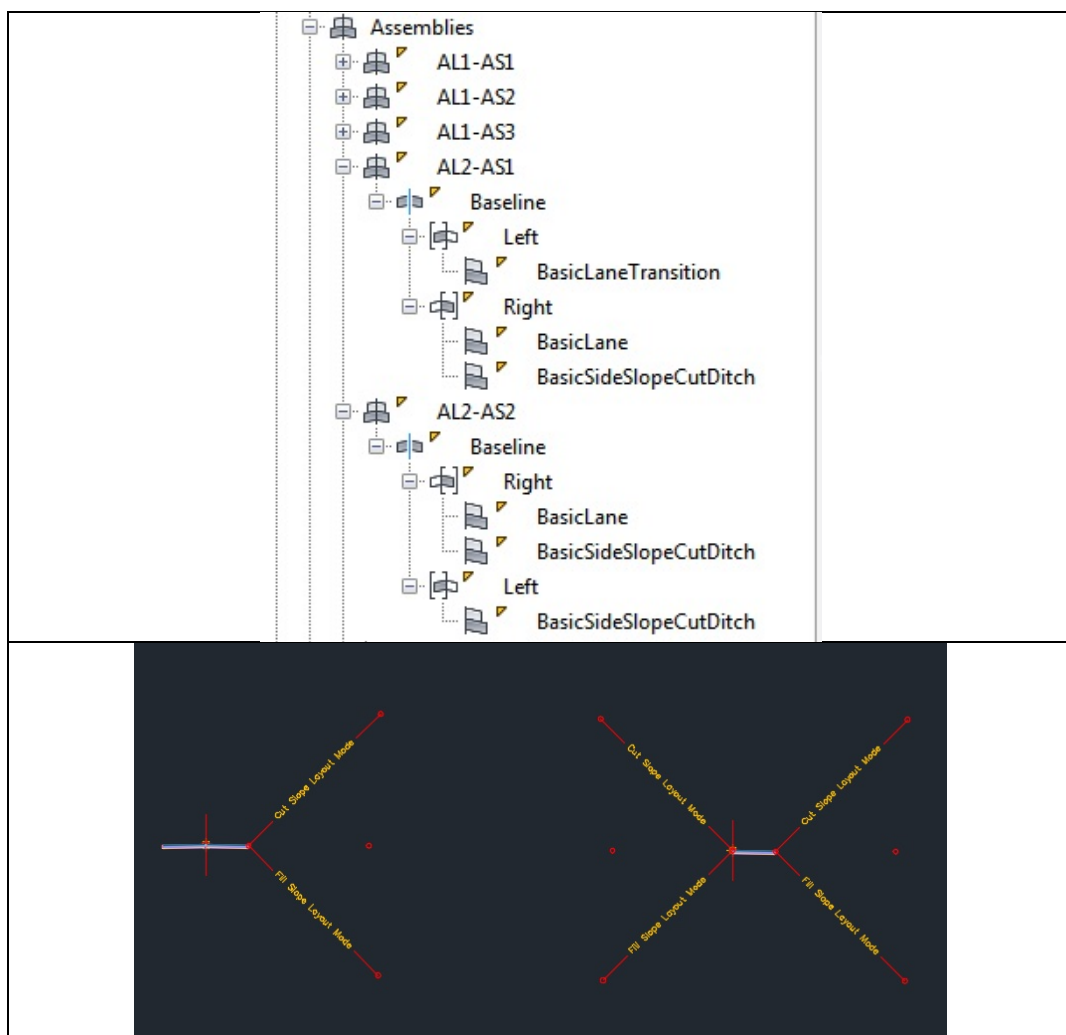 Assemblies
AL1-AS1
AL1-AS2
AL1-AS3
AL2-AS1
Baseline
Left
BasicLaneTransition
Right
BasicLane
BasicSideSlopeCutDitch
AL2-AS2
Baseline
Right
BasicLane
BasicSideSlopeCutDitch
Left
BasicSideSlopeCutDitch
Cut Slope Layout Mode
Fill Slope Layout Mode
Cut Slope Layout Mode
Cut Slope Layout Mode
Fill Slope Layout Mode
Fill Slope Layout Mode